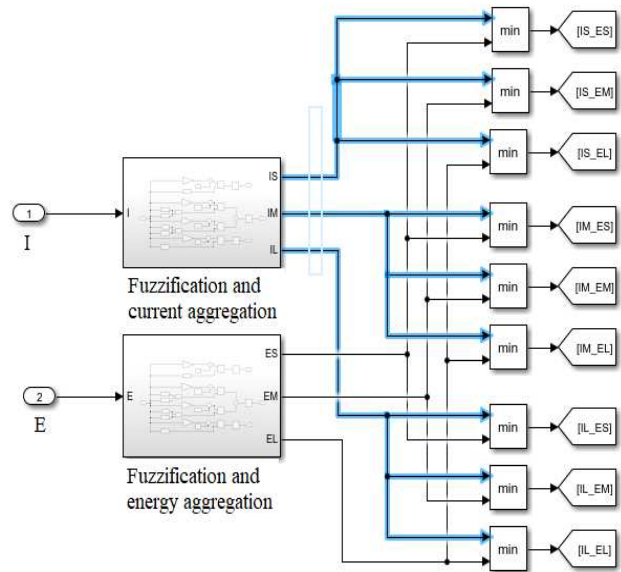 min
[IS_ES]
min
[IS_EM]
min
[IS_EL]
IS
1
I
IM
min
[IM_ES]
I
IL
Fuzzification and
current aggregation
min
[IM_EM]
min
[IM_EL]
ES
2
E
EM
E
EL
min
[IL_ES]
Fuzzification and
energy aggregation
min
[IL_EM]
min
[IL_EL]